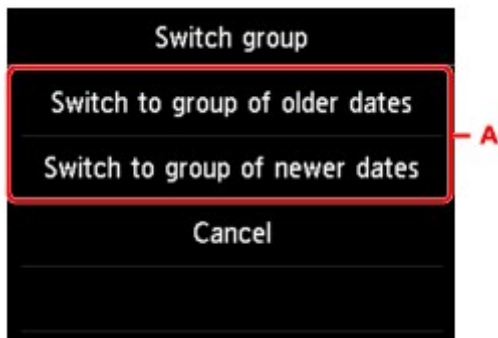 Switch group
Switch to group of older dates
A
Switch to group of newer dates
Cancel